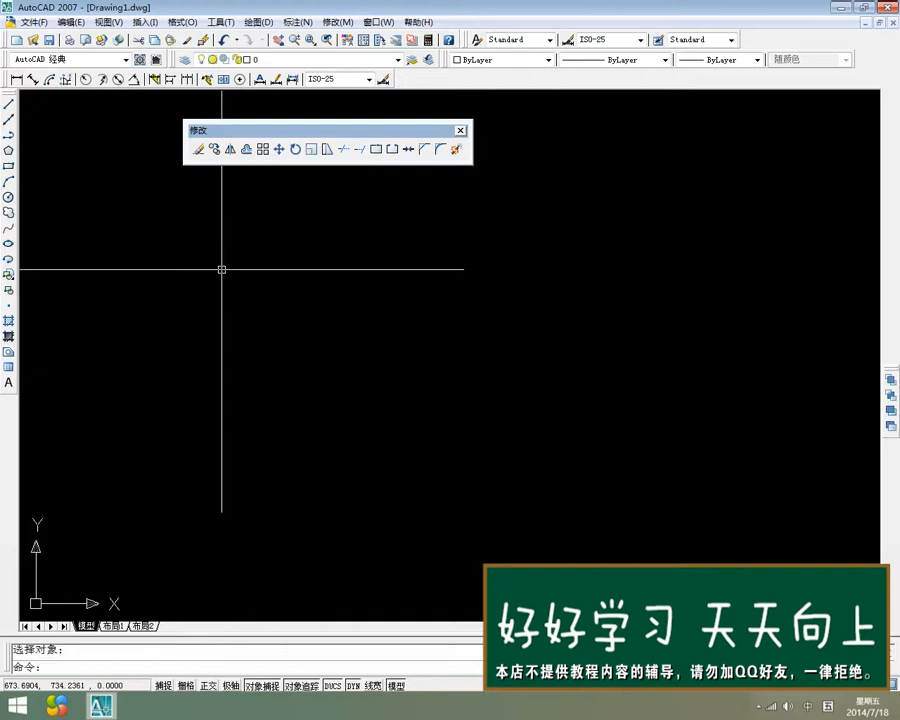 AutoCAD 2007 - [Drawing1.dwg]
文件(F) 编辑(E) 视图(V) 插入(I) 格式(O) 工具(T) 绘图(D) 标注(N) 修改(M) 窗口(W) 帮助(H)
Standard ISO-25 Standard
AutoCAD 经典 0 ByLayer ByLayer ByLayer 随颜色
ISO-25
修改
A
Y
X
模型 布局1 布局2
好好学习 天天向上
选择对象:
命令:
本店不提供教程内容的辅导，请勿加QQ好友，一律拒绝。
673.6904, 734.2361 , 0.0000 捕捉 栅格 正交 极轴 对象捕捉 对象追踪 DUCS DYN 线宽 模型
中 五 星期五
2014/7/18